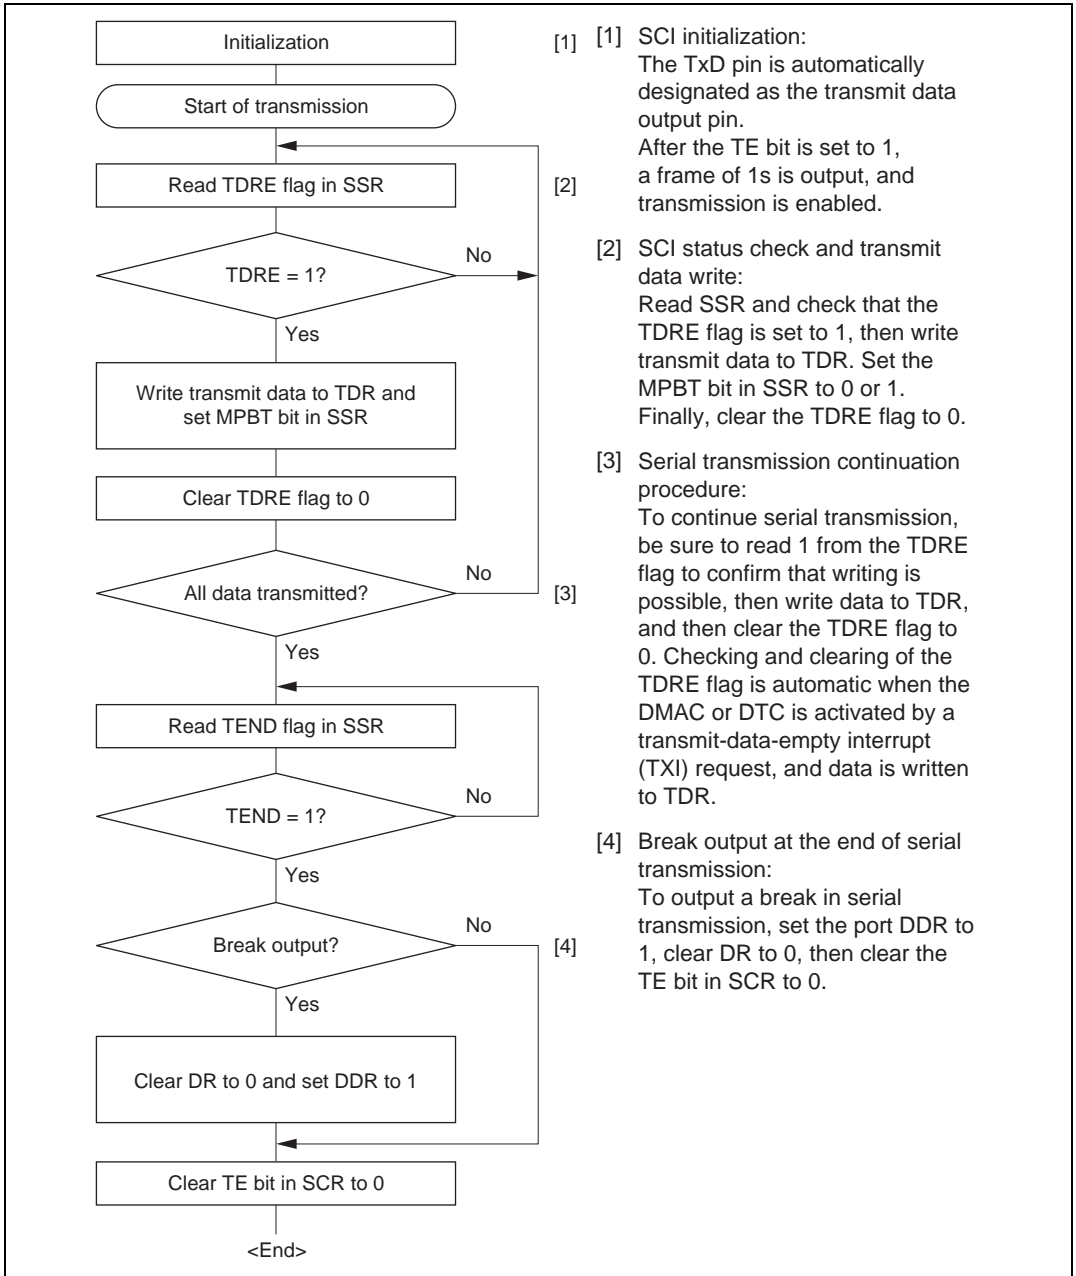 Initialization
[1]
Start of transmission
Read TDRE flag in SSR
[2]
TDRE = 1?
No
Yes
Write transmit data to TDR and
set MPBT bit in SSR
Clear TDRE flag to 0
All data transmitted?
No
[3]
Yes
Read TEND flag in SSR
TEND = 1?
No
Yes
Break output?
No
[4]
Yes
Clear DR to 0 and set DDR to 1
Clear TE bit in SCR to 0
<End>
[1] SCI initialization:
The TxD pin is automatically
designated as the transmit data
output pin.
After the TE bit is set to 1,
a frame of 1s is output, and
transmission is enabled.
[2] SCI status check and transmit
data write:
Read SSR and check that the
TDRE flag is set to 1, then write
transmit data to TDR. Set the
MPBT bit in SSR to 0 or 1.
Finally, clear the TDRE flag to 0.
[3] Serial transmission continuation
procedure:
To continue serial transmission,
be sure to read 1 from the TDRE
flag to confirm that writing is
possible, then write data to TDR,
and then clear the TDRE flag to
0. Checking and clearing of the
TDRE flag is automatic when the
DMAC or DTC is activated by a
transmit-data-empty interrupt
(TXI) request, and data is written
to TDR.
[4] Break output at the end of serial
transmission:
To output a break in serial
transmission, set the port DDR to
1, clear DR to 0, then clear the
TE bit in SCR to 0.